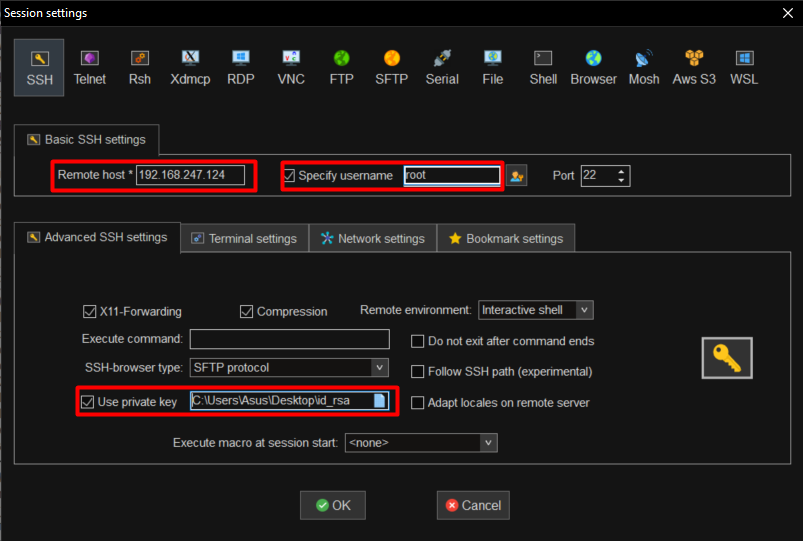 Session settings
SSH Telnet Rsh Xdmcp RDP VNC FTP SFTP Serial File Shell Browser Mosh Aws S3 WSL
Basic SSH settings
Remote host * 192.168.247.124 Specify username root Port 22
Advanced SSH settings Terminal settings Network settings Bookmark settings
X11-Forwarding Compression Remote environment: Interactive shell
Execute command: Do not exit after command ends
SSH-browser type: SFTP protocol Follow SSH path (experimental)
Use private key C:\Users\Asus\Desktop\id_rsa Adapt locales on remote server
Execute macro at session start: <none>
OK Cancel